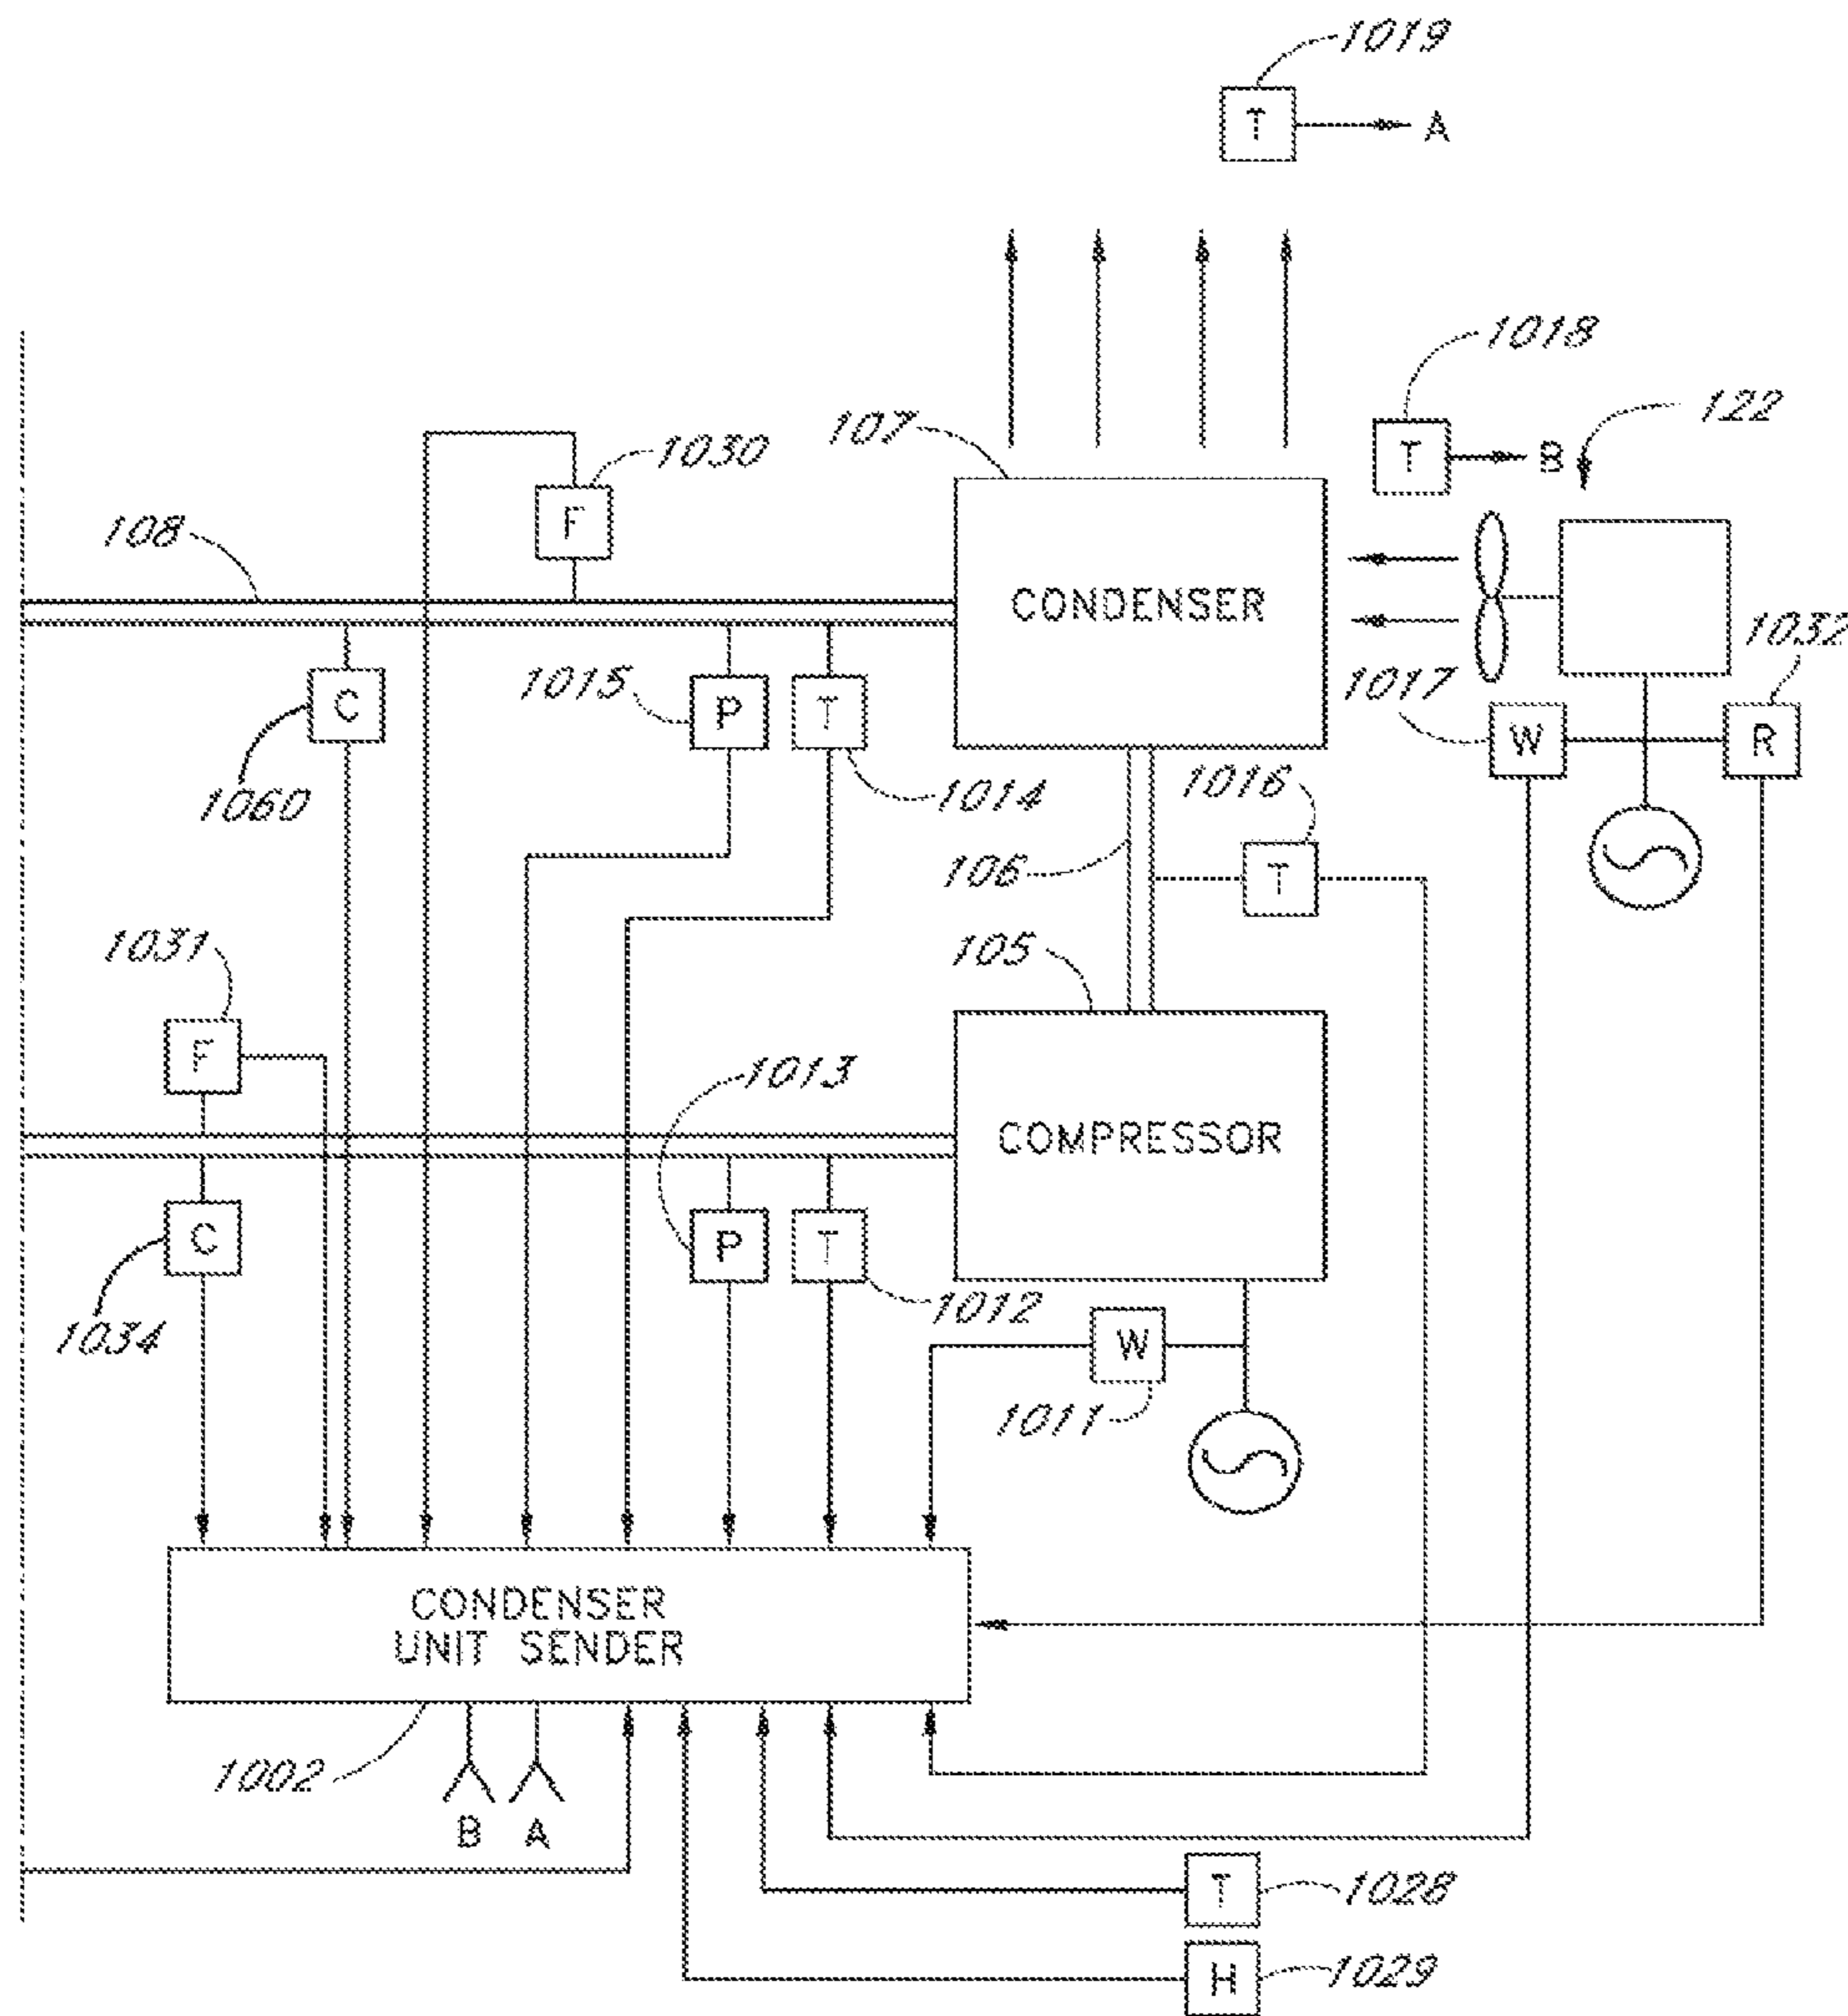 1019
T
A
1018
122
T
B
107
1030
F
108
CONDENSER
1032
1015
1017
C
P
T
W
R
1060
1014
1016
106
T
1031
105
F
1013
COMPRESSOR
C
P
T
1012
1034
W
1011
CONDENSER
UNIT SENDER
1002
B
A
T
1028
H
1029